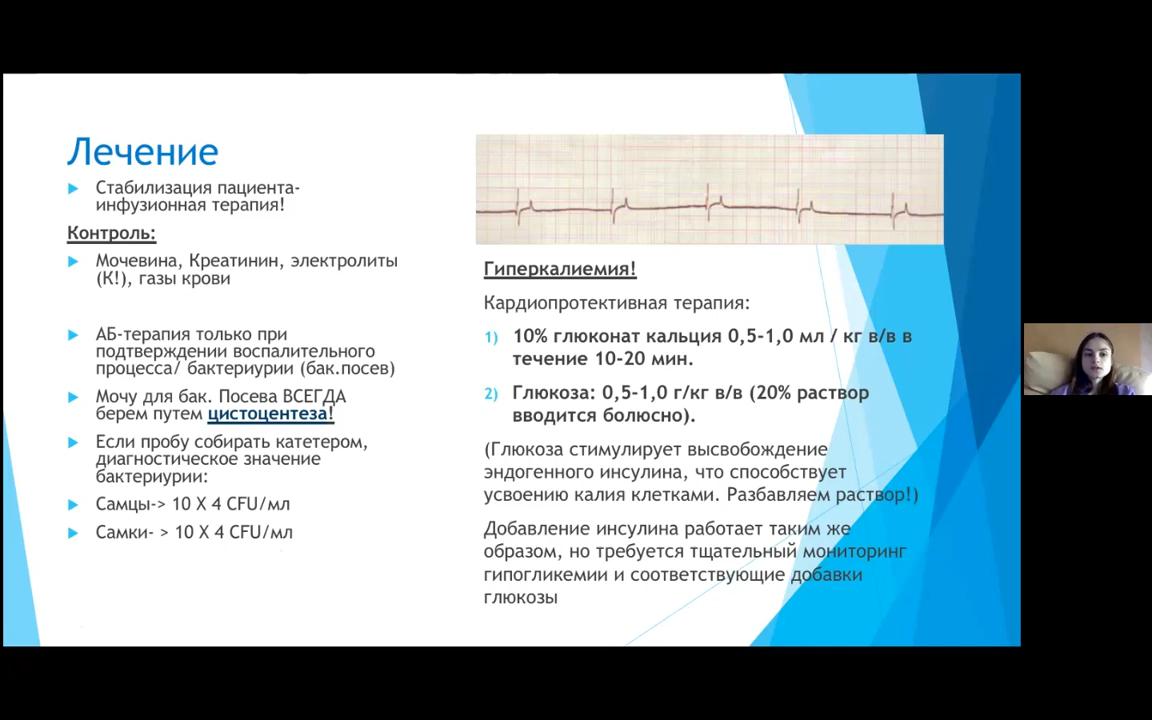 Лечение
Стабилизация пациента-
инфузионная терапия!
Контроль:
Мочевина, Креатинин, электролиты
(К!), газы крови
АБ-терапия только при
подтверждении воспалительного
процесса/ бактериурии (бак.посев)
Мочу для бак. Посева ВСЕГДА
берем путем цистоцентеза!
Если пробу собирать катетером,
диагностическое значение
бактериурии:
Самцы-> 10 X 4 CFU/мл
Самки- > 10 X 4 CFU/мл
Гиперкалиемия!
Кардиопротективная терапия:
1) 10% глюконат кальция 0,5-1,0 мл / кг в/в в
течение 10-20 мин.
2) Глюкоза: 0,5-1,0 г/кг в/в (20% раствор
вводится болюсно).
(Глюкоза стимулирует высвобождение
эндогенного инсулина, что способствует
усвоению калия клетками. Разбавляем раствор!)
Добавление инсулина работает таким же
образом, но требуется тщательный мониторинг
гипогликемии и соответствующие добавки
глюкозы